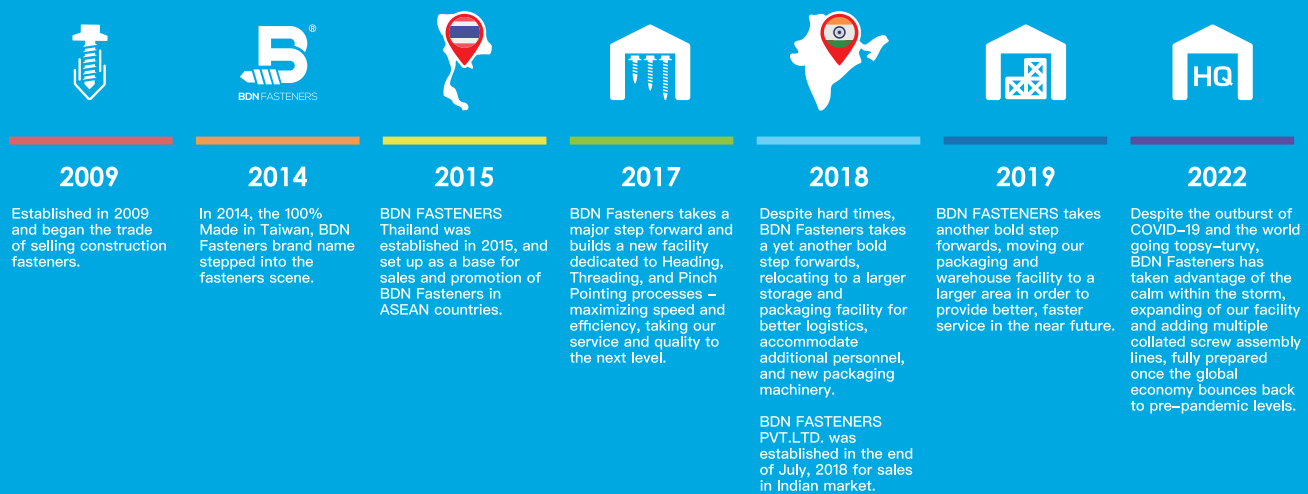 B®
BDN FASTENERS
HQ
2009
Established in 2009
and began the trade
of selling construction
fasteners.
2014
In 2014, the 100%
Made in Taiwan, BDN
Fasteners brand name
stepped into the
fasteners scene.
2015
BDN FASTENERS
Thailand was
established in 2015, and
set up as a base for
sales and promotion of
BDN Fasteners in
ASEAN countries.
2017
BDN Fasteners takes a
major step forward and
builds a new facility
dedicated to Heading,
Threading, and Pinch
Pointing processes –
maximizing speed and
efficiency, taking our
service and quality to
the next level.
2018
Despite hard times,
BDN Fasteners takes
a yet another bold
step forwards,
relocating to a larger
storage and
packaging facility for
better logistics,
accommodate
additional personnel,
and new packaging
machinery.
BDN FASTENERS
PVT.LTD. was
established in the end
of July, 2018 for sales
in Indian market.
2019
BDN FASTENERS takes
another bold step
forwards, moving our
packaging and
warehouse facility to a
larger area in order to
provide better, faster
service in the near future.
2022
Despite the outburst of
COVID–19 and the world
going topsy–turvy,
BDN Fasteners has
taken advantage of the
calm within the storm,
expanding of our facility
and adding multiple
collated screw assembly
lines, fully prepared
once the global
economy bounces back
to pre–pandemic levels.